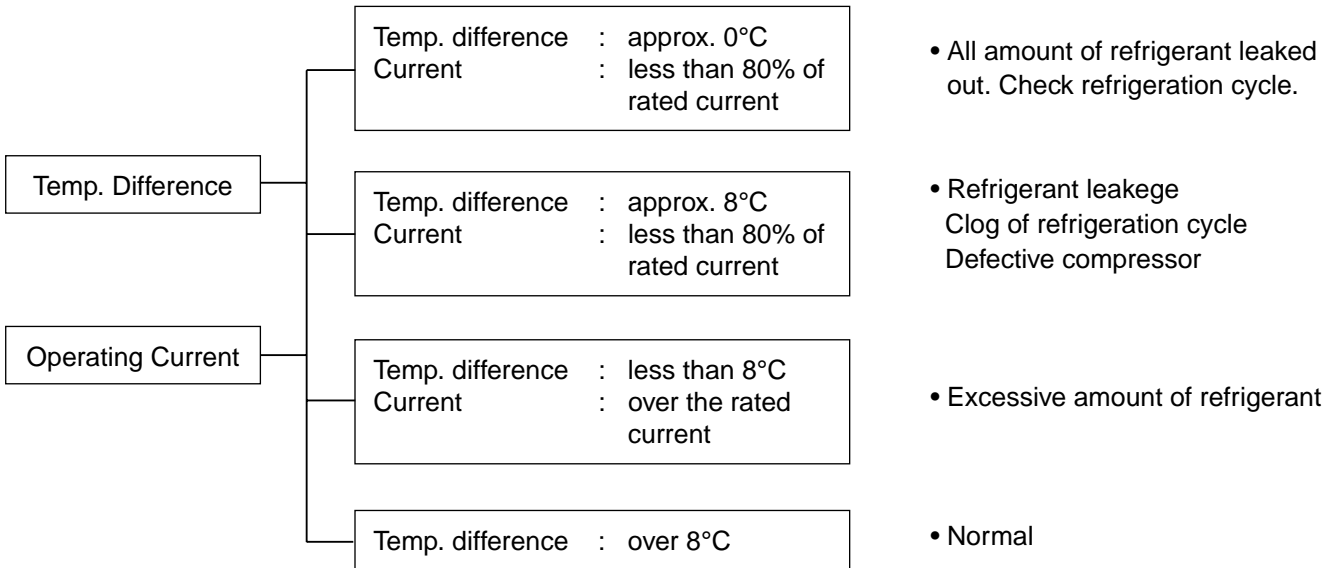 Temp. difference : approx. 0°C
Current : less than 80% of
rated current
• All amount of refrigerant leaked
out. Check refrigeration cycle.
Temp. Difference
Temp. difference : approx. 8°C
Current : less than 80% of
rated current
• Refrigerant leakege
Clog of refrigeration cycle
Defective compressor
Operating Current
Temp. difference : less than 8°C
Current : over the rated
current
• Excessive amount of refrigerant
Temp. difference : over 8°C
• Normal